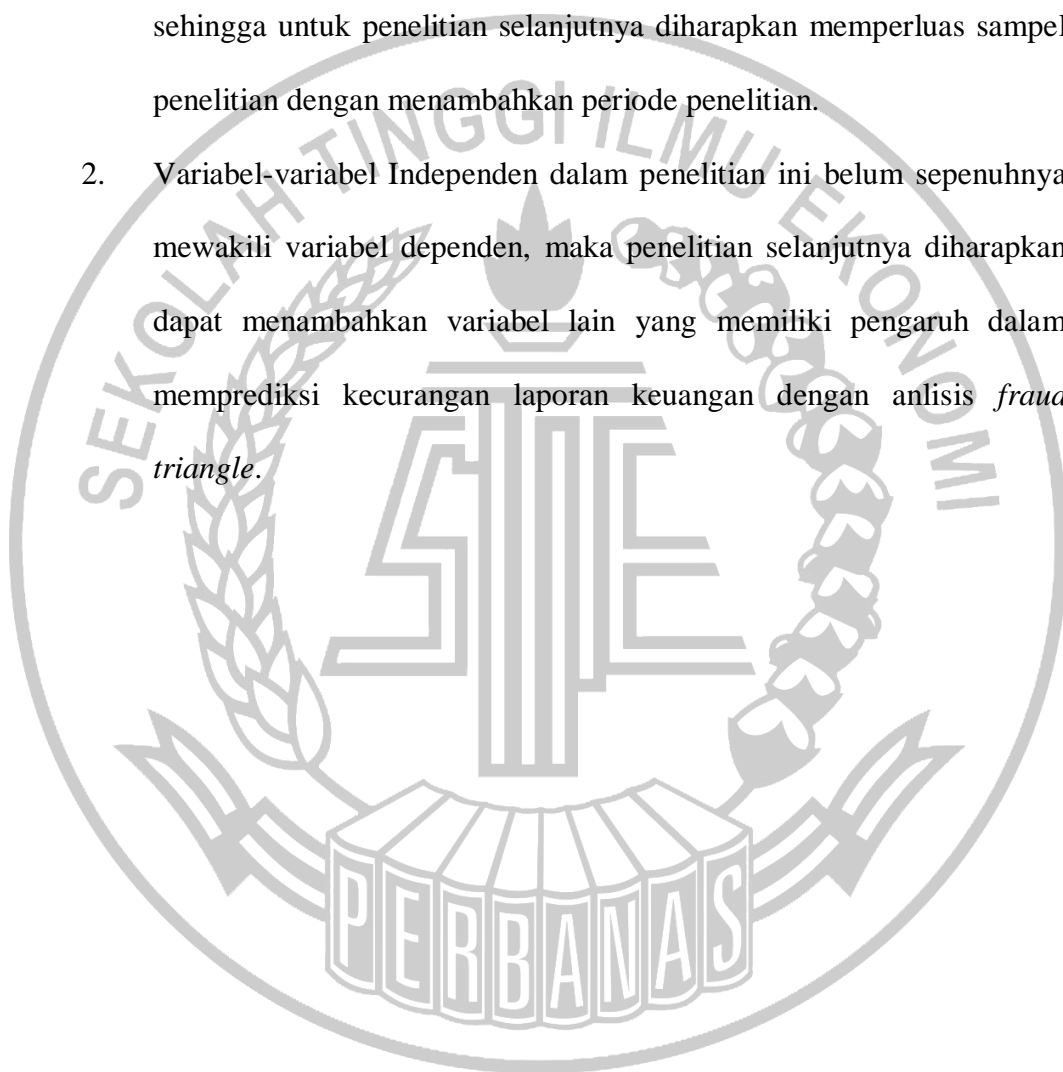 sehingga untuk penelitian selanjutnya diharapkan memperluas sampel
penelitian dengan menambahkan periode penelitian.
2. Variabel-variabel Independen dalam penelitian ini belum sepenuhnya
mewakili variabel dependen, maka penelitian selanjutnya diharapkan
dapat menambahkan variabel lain yang memiliki pengaruh dalam
memprediksi kecurangan laporan keuangan dengan anlisis fraud
triangle.
SEKOLAH TINGGI ILMU EKONOMI
STIE
PERBANAS